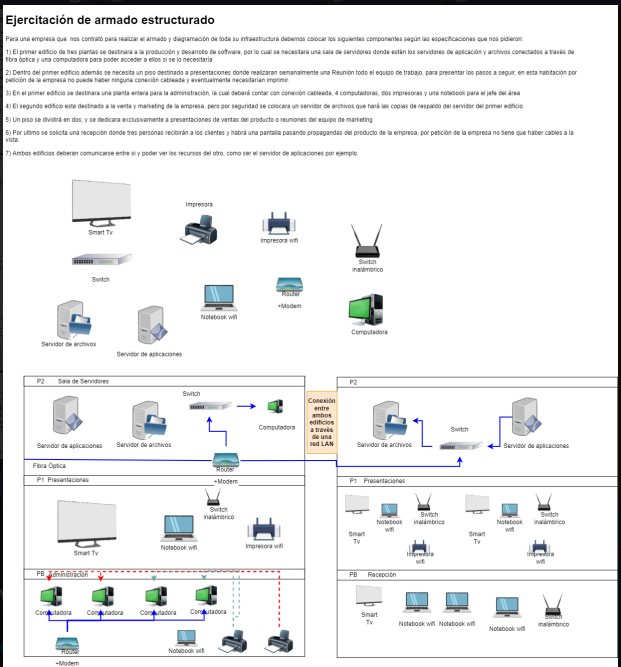 Ejercitación de armado estructurado
Para una empresa que nos contrató para realizar el armado y diagramación de toda su infraestructura debemos colocar los siguientes componentes según las especificaciones que nos pidieron:
1) El primer edificio de tres plantas se destinara a la producción y desarrollo de software, por lo cual se necesitara una sala de servidores donde estén los servidores de aplicación y archivos conectados a través de
fibra óptica y una computadora para poder acceder a ellos si se lo necesitaría
2) Dentro del primer edificio además se necesita un piso destinado a presentaciones donde realizaran semanalmente una Reunión todo el equipo de trabajo, para presentar los pasos a seguir, en esta habitación por
petición de la empresa no puede haber ninguna conexión cableada y eventualmente necesitarían imprimir.
3) En el primer edificio se destinara una planta entera para la administración, la cual deberá contar con conexión cableada, 4 computadoras, dos impresoras y una notebook para el jefe del área
4) El segundo edificio esta destinado a la venta y marketing de la empresa, pero por seguridad se colocara un servidor de archivos que hará las copias de respaldo del servidor del primer edificio.
5) Un piso se dividirá en dos, y se dedicara exclusivamente a presentaciones de ventas del producto o reuniones del equipo de marketing
6) Por ultimo se solicita una recepción donde tres personas recibirán a los clientes y habrá una pantalla pasando propagandas del producto de la empresa, por petición de la empresa no tiene que haber cables a la
vista.
7) Ambos edificios deberan comunicarse entre si y poder ver los recursos del otro, como ser el servidor de aplicaciones por ejemplo.
Smart Tv
Impresora
Impresora wifi
Switch
inalámbrico
Switch
Notebook wifi
Router
+Modem
Computadora
Servidor de archivos
Servidor de aplicaciones
P2 Sala de Servidores
Switch
Computadora
Servidor de aplicaciones
Servidor de archivos
Router
+Modem
Fibra Óptica
Conexión
entre
ambos
edificios
a través
de una
red LAN
P2
Servidor de archivos
Switch
Servidor de aplicaciones
P1 Presentaciones
Smart Tv
Notebook wifi
Switch
inalámbrico
Impresora wifi
P1 Presentaciones
Smart
Tv
Notebook
wifi
Switch
inalámbrico
Impresora
wifi
Smart
Tv
Notebook
wifi
Switch
inalámbrico
Impresora
wifi
PB Administracion
Computadora
Computadora
Computadora
Computadora
Router
+Modem
Notebook wifi
PB Recepción
Smart
Tv
Notebook wifi
Notebook wifi
Notebook wifi
Switch
inalámbrico